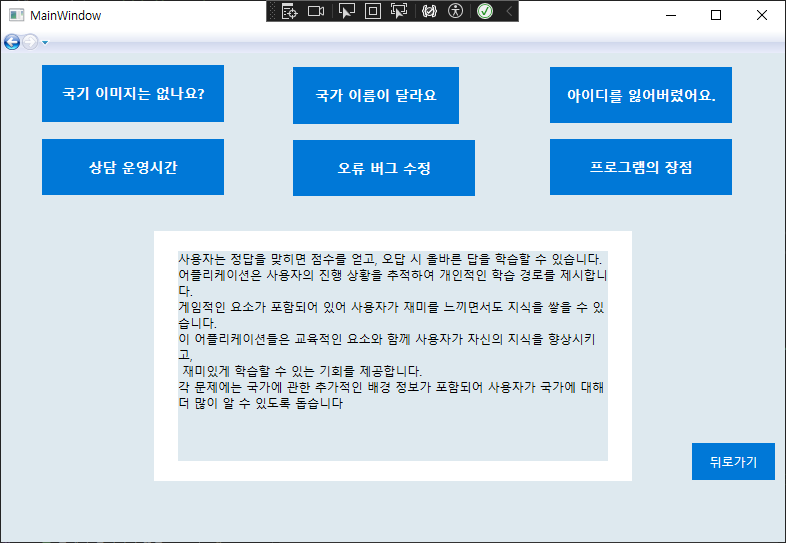 MainWindow
국기 이미지는 없나요?
국가 이름이 달라요
아이디를 잃어버렸어요.
상담 운영시간
오류 버그 수정
프로그램의 장점
사용자는 정답을 맞히면 점수를 얻고, 오답 시 올바른 답을 학습할 수 있습니다.
어플리케이션은 사용자의 진행 상황을 추적하여 개인적인 학습 경로를 제시합니
다.
게임적인 요소가 포함되어 있어 사용자가 재미를 느끼면서도 지식을 쌓을 수 있
습니다.
이 어플리케이션들은 교육적인 요소와 함께 사용자가 자신의 지식을 향상시키
고,
재미있게 학습할 수 있는 기회를 제공합니다.
각 문제에는 국가에 관한 추가적인 배경 정보가 포함되어 사용자가 국가에 대해
더 많이 알 수 있도록 돕습니다
뒤로가기